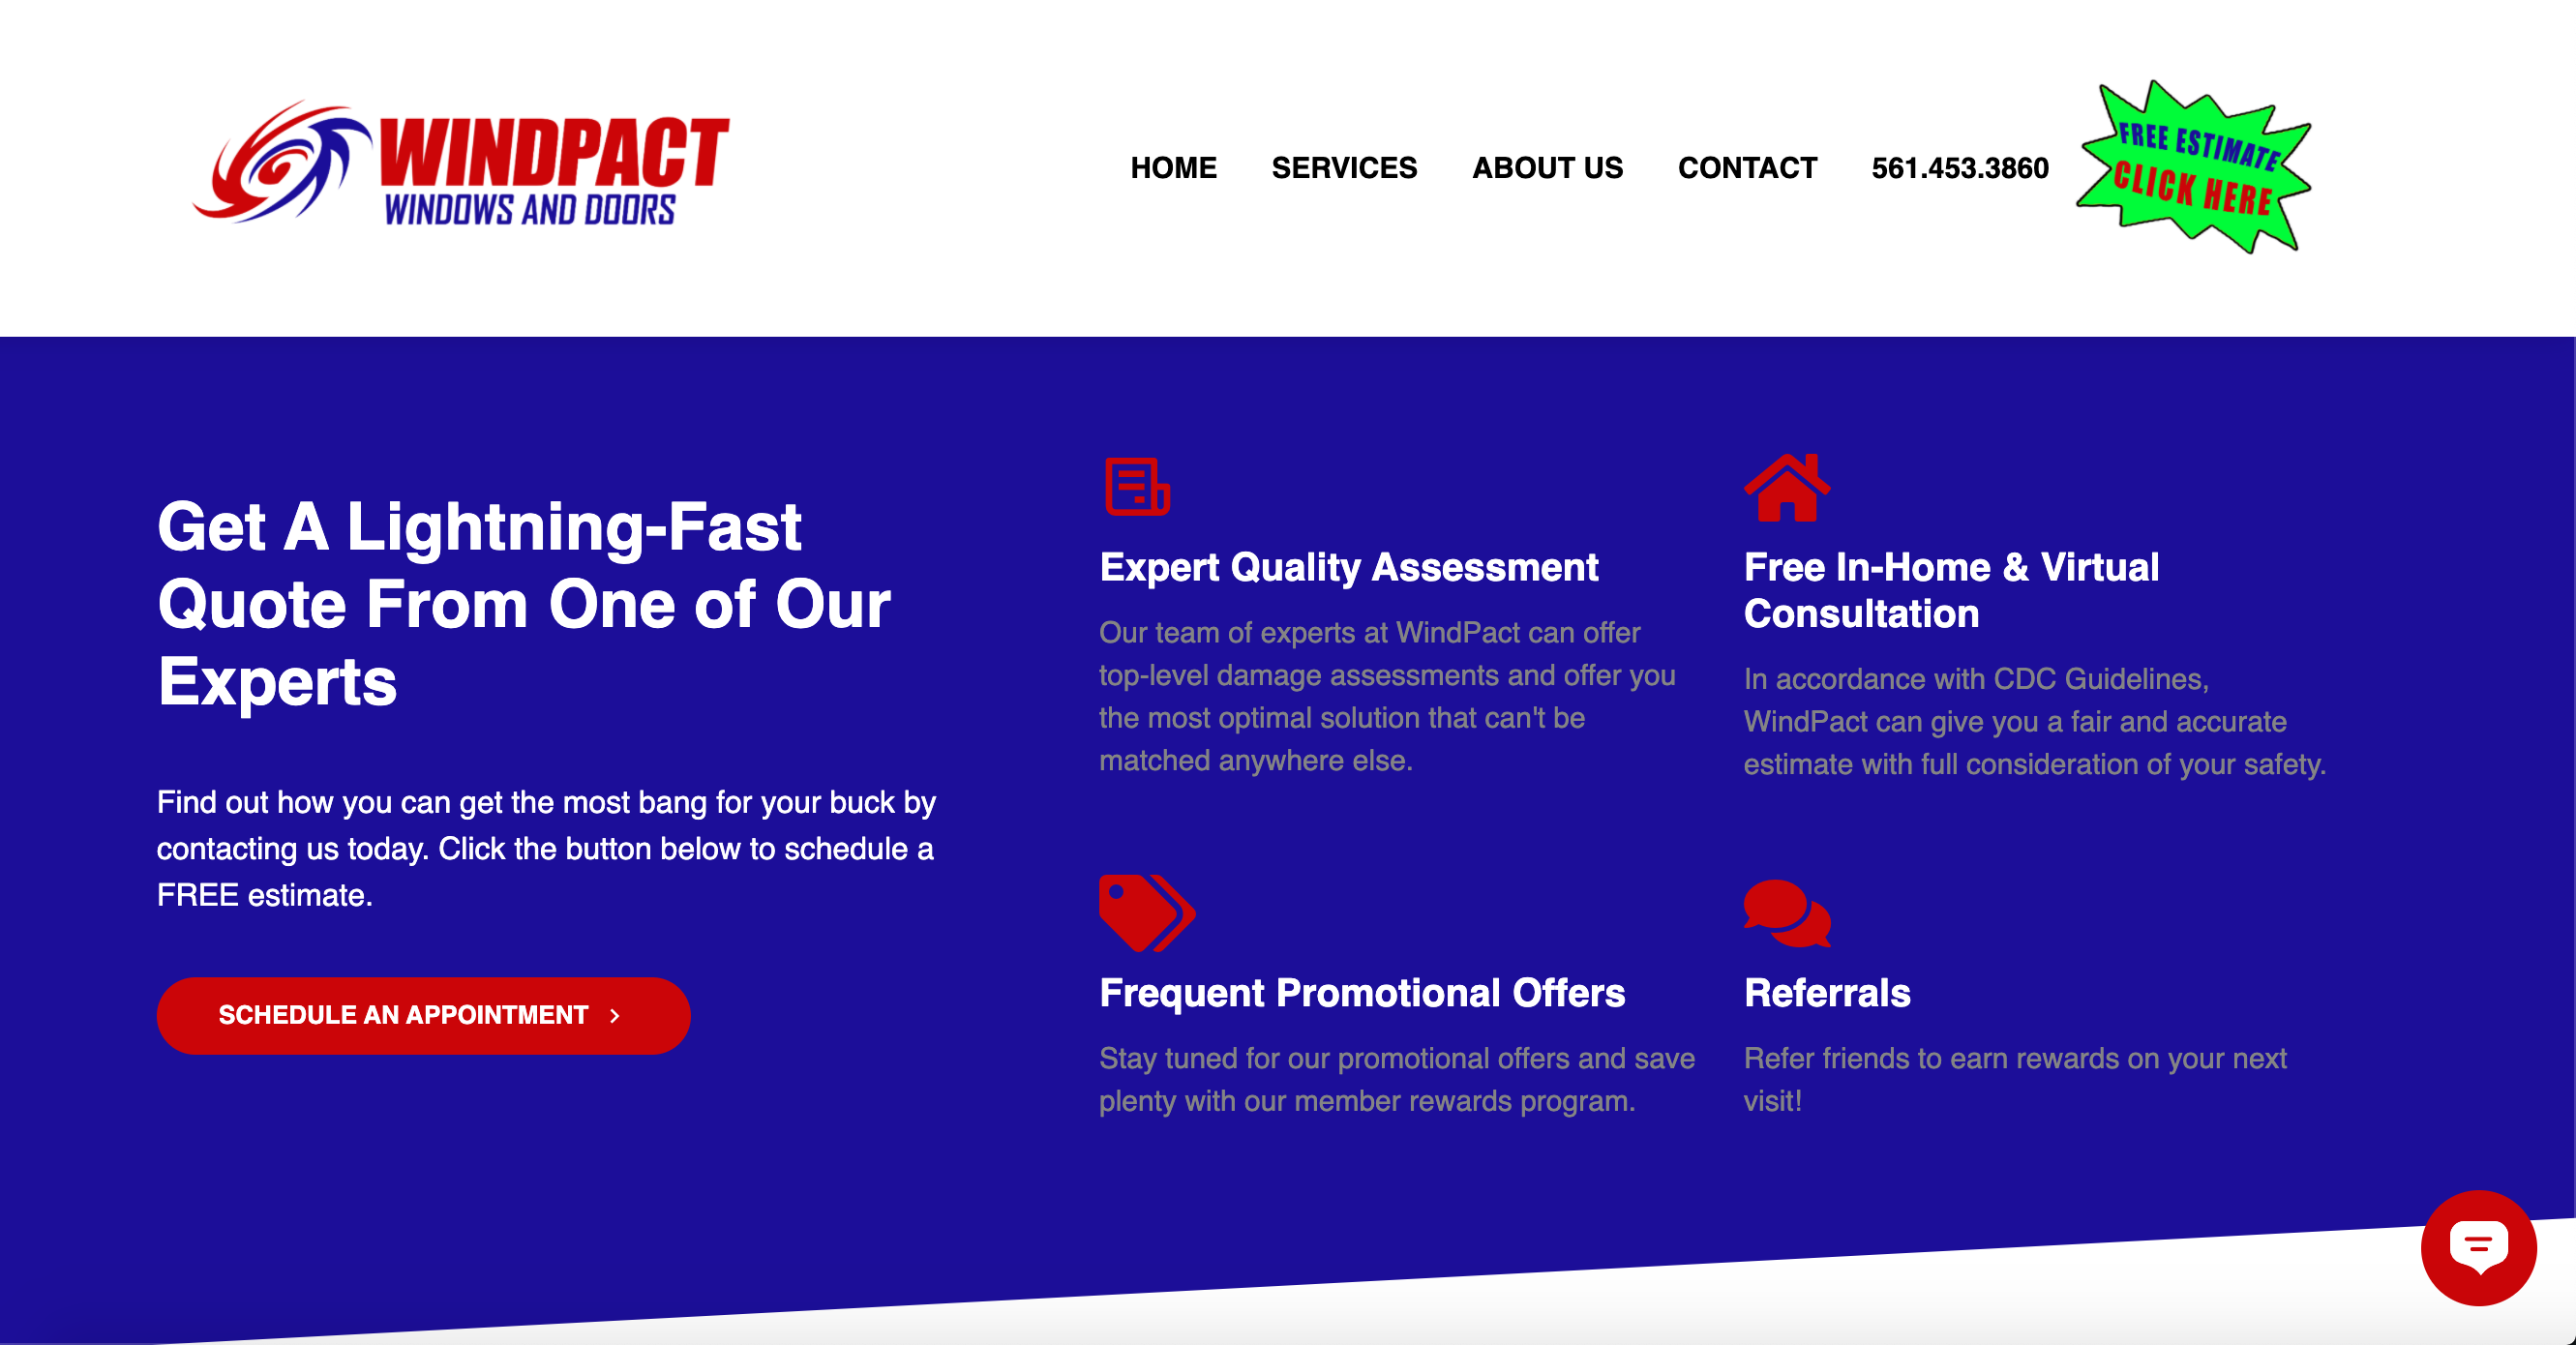 WINDPACT
WINDOWS AND DOORS
HOME SERVICES ABOUT US CONTACT 561.453.3860
FREE ESTIMATE
CLICK HERE
Get A Lightning-Fast
Quote From One of Our
Experts
Find out how you can get the most bang for your buck by
contacting us today. Click the button below to schedule a
FREE estimate.
SCHEDULE AN APPOINTMENT
Expert Quality Assessment
Our team of experts at WindPact can offer
top-level damage assessments and offer you
the most optimal solution that can't be
matched anywhere else.
Free In-Home & Virtual
Consultation
In accordance with CDC Guidelines,
WindPact can give you a fair and accurate
estimate with full consideration of your safety.
Frequent Promotional Offers
Stay tuned for our promotional offers and save
plenty with our member rewards program.
Referrals
Refer friends to earn rewards on your next
visit!